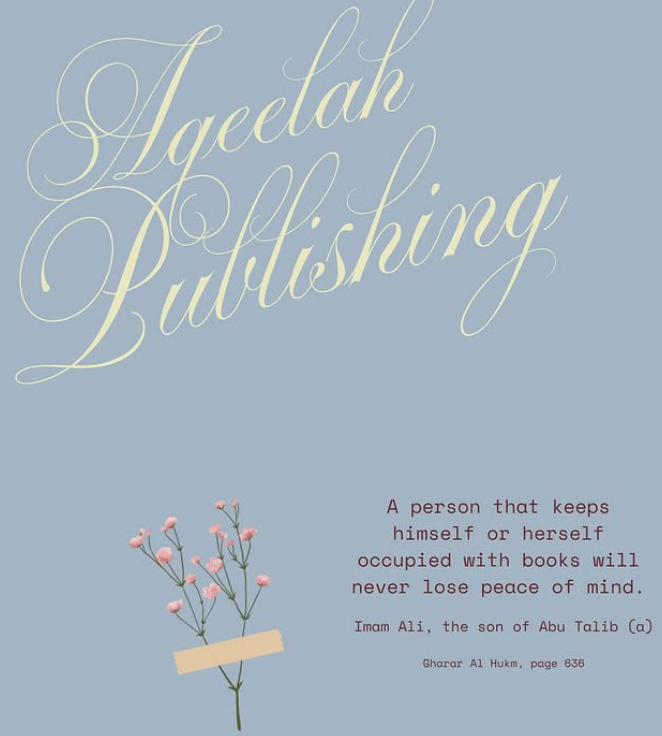 Aqeelah
Publishing
A person that keeps
himself or herself
occupied with books will
never lose peace of mind.
Imam Ali, the son of Abu Talib (a)
Gharar Al Hukm, page 636